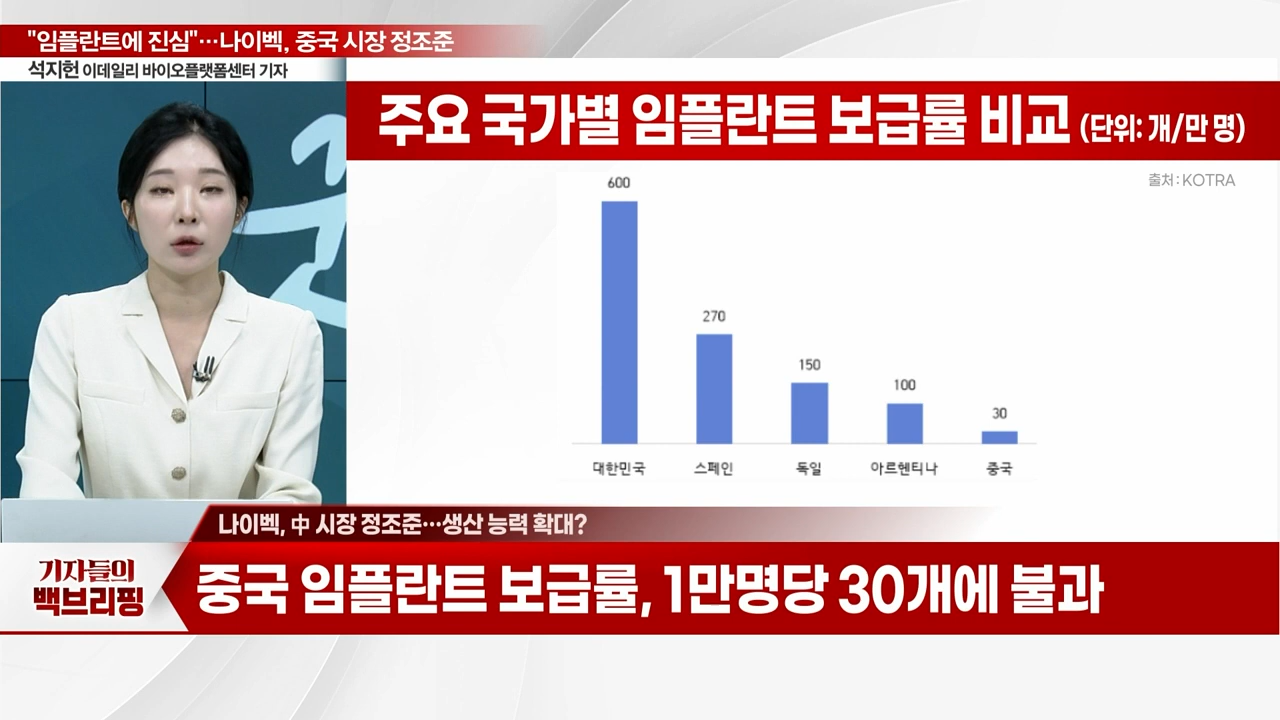 "임플란트에 진심"…나이벡, 중국 시장 정조준
석지헌 이데일리 바이오플랫폼센터 기자
주요 국가별 임플란트 보급률 비교 (단위: 개/만 명)
출처: KOTRA
600
270
150
100
30
대한민국 스페인 독일 아르헨티나 중국
나이벡, 中 시장 정조준…생산 능력 확대?
기자들의
백브리핑
중국 임플란트 보급률, 1만명당 30개에 불과